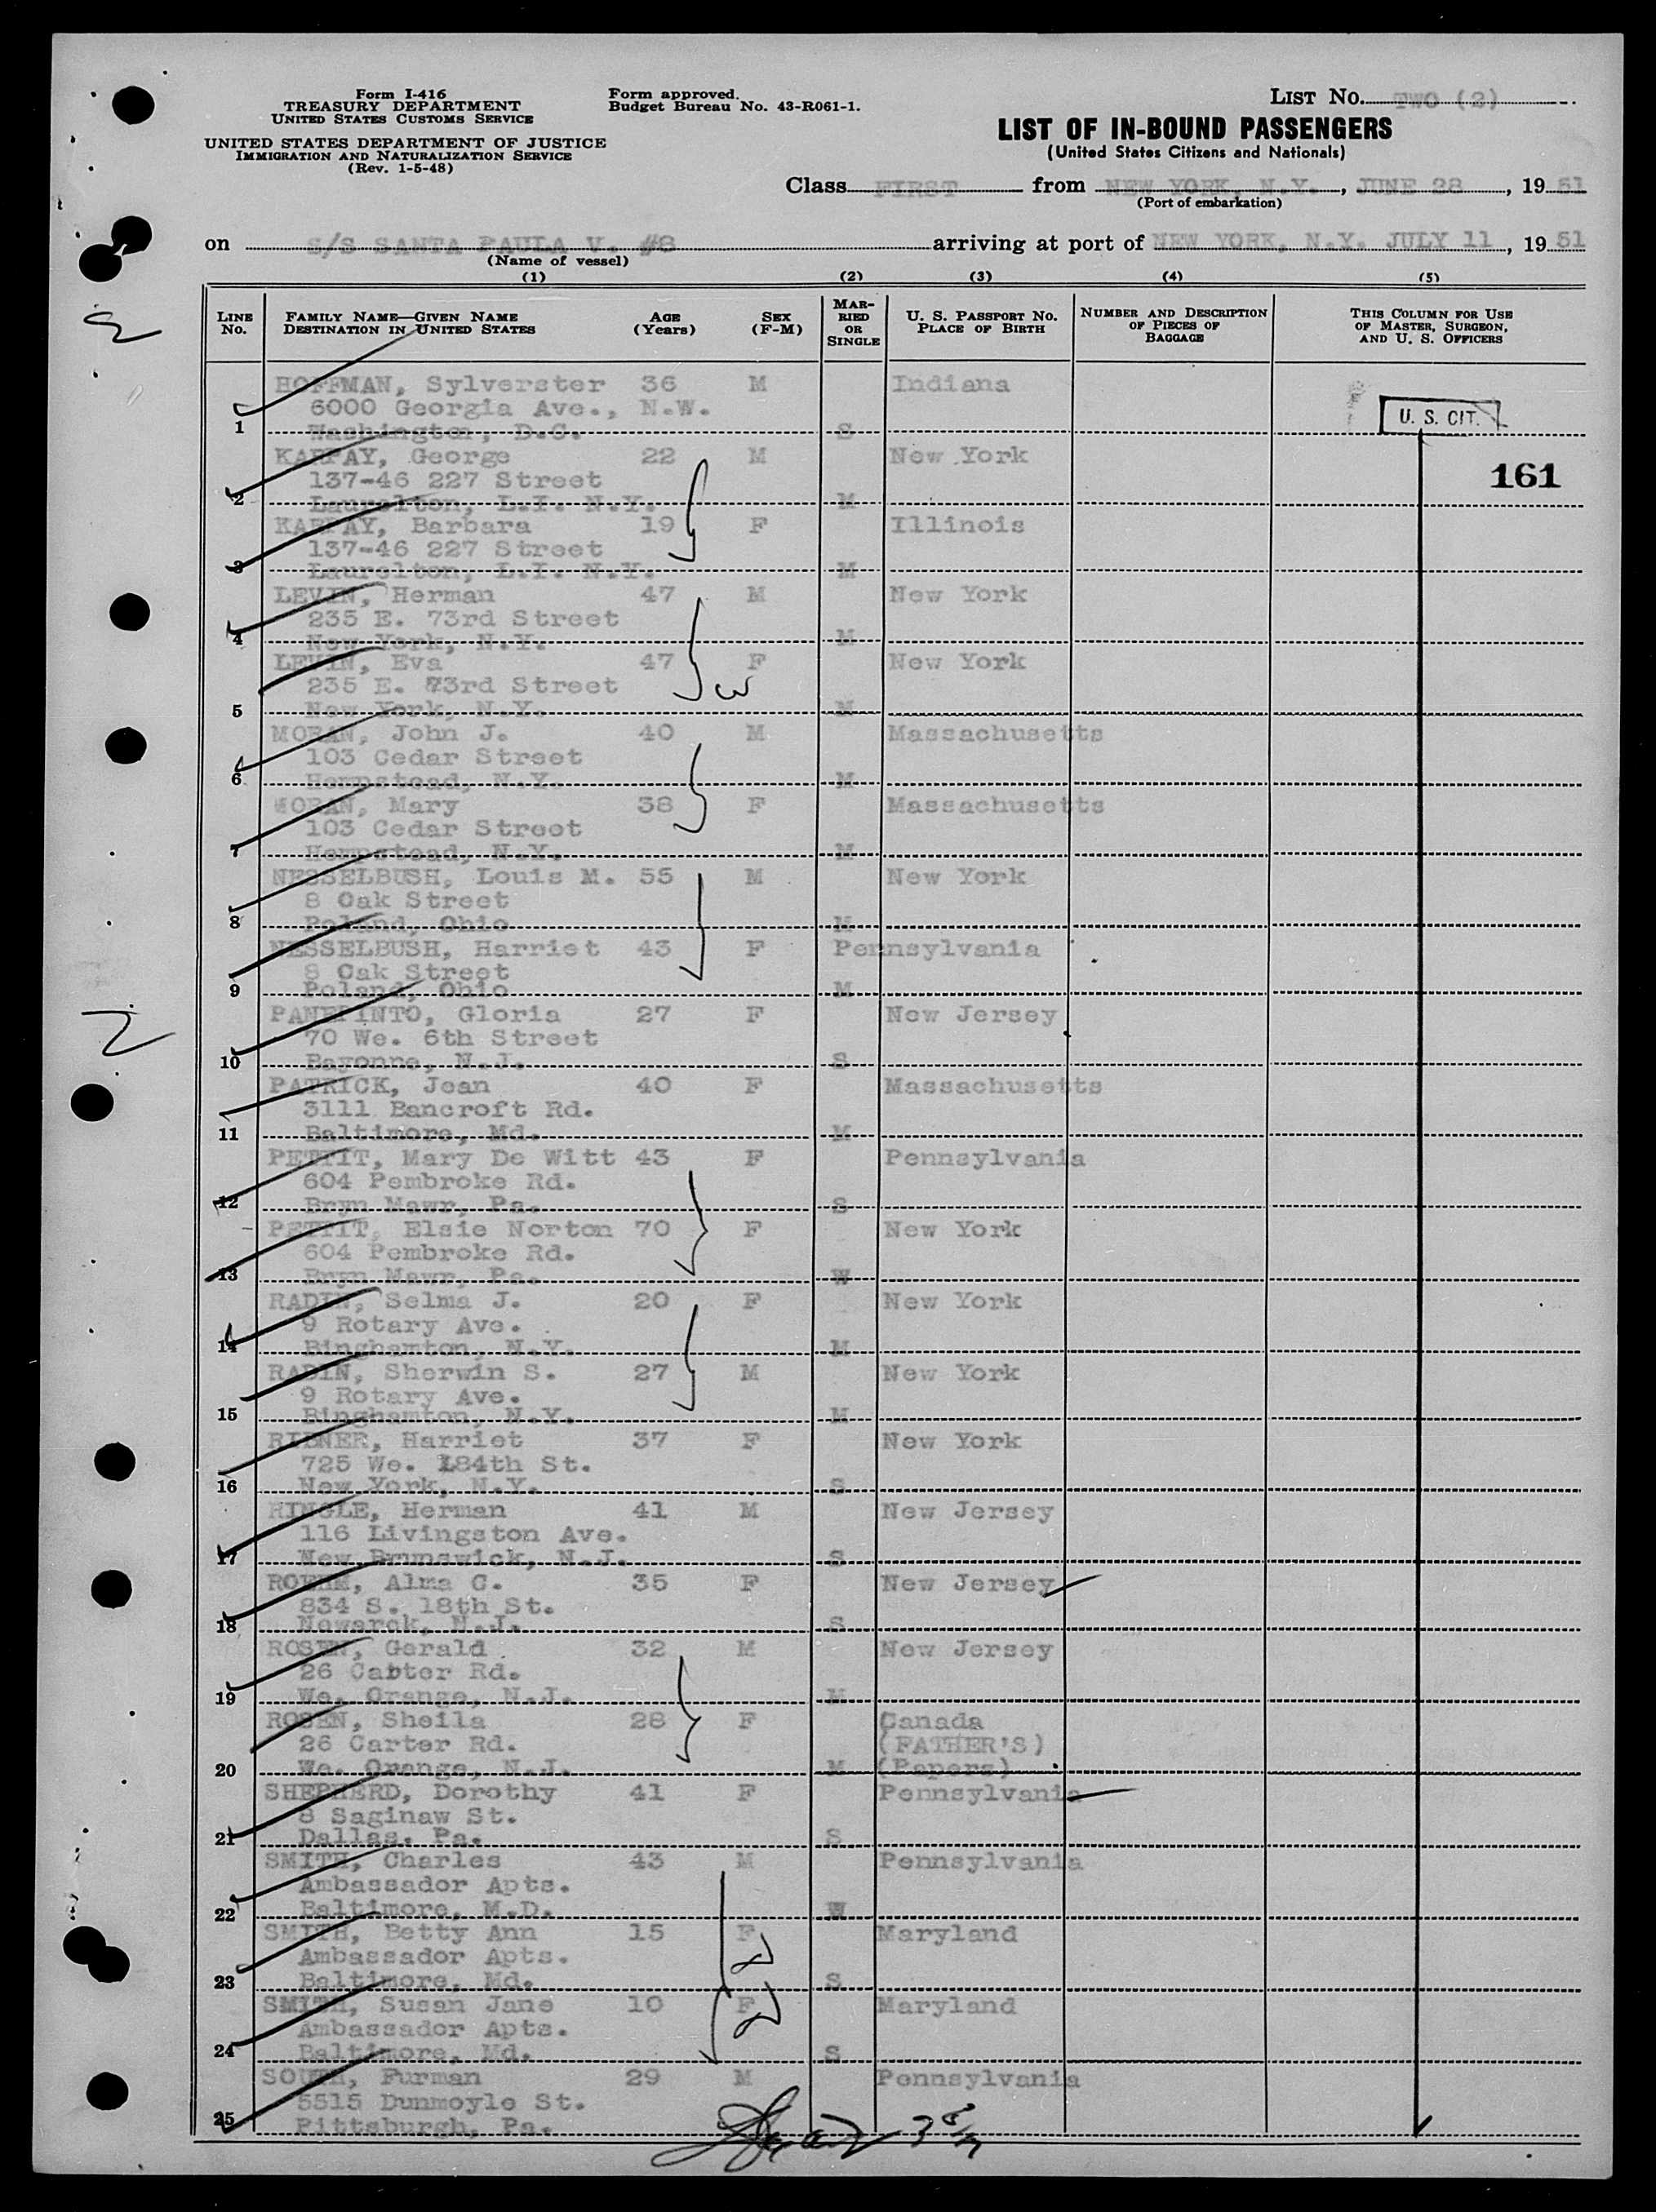 Form I-416
TREASURY DEPARTMENT
UNITED STATES CUSTOMS SERVICE
UNITED STATES DEPARTMENT OF JUSTICE
IMMIGRATION AND NATURALIZATION SERVICE
(Rev. 1-5-48)
Form approved.
Budget Bureau No. 43-R061-1.
LIST NO. TWO (2)
LIST OF IN-BOUND PASSENGERS
(United States Citizens and Nationals)
Class FIRST from NEW YORK, N.Y., JUNE 28, 1951
(Port of embarkation)
on S/S SANTA PAULA V. #8 arriving at port of NEW YORK, N.Y. JULY 11, 1951
(Name of vessel)
(1) (2) (3) (4) (5)
LINE No. FAMILY NAME—GIVEN NAME DESTINATION IN UNITED STATES AGE (Years) SEX (F-M) MARRIED OR SINGLE U. S. PASSPORT NO. PLACE OF BIRTH NUMBER AND DESCRIPTION OF PIECES OF BAGGAGE THIS COLUMN FOR USE OF MASTER, SURGEON, AND U. S. OFFICERS
HOFFMAN, Sylverster 36 M Indiana
6000 Georgia Ave., N.W.
U. S. CIT.
1 Washington, D.C. S
KARPAY, George 22 M New York
161
137-46 227 Street
2 Laurelton, L.I. N.Y. M
KARPAY, Barbara 19 F Illinois
137-46 227 Street
3 Laurelton, L.I. N.Y. M
LEVIN, Herman 47 M New York
235 E. 73rd Street
4 New York, N.Y. M
LEVIN, Eva 47 F New York
235 E. 73rd Street
5 New York, N.Y. M
MORAN, John J. 40 M Massachusetts
103 Cedar Street
6 Hempstead, N.Y. M
MORAN, Mary 38 F Massachusetts
103 Cedar Street
7 Hempstead, N.Y. M
NESSELBUSH, Louis M. 55 M New York
8 Oak Street
8 Poland, Ohio M
NESSELBUSH, Harriet 43 F Pennsylvania
8 Oak Street
9 Poland, Ohio M
PANEPINTO, Gloria 27 F New Jersey
70 We. 6th Street
10 Bayonne, N.J. S
PATRICK, Jean 40 F Massachusetts
3111 Bancroft Rd.
11 Baltimore, Md. M
PETTIT, Mary De Witt 43 F Pennsylvania
604 Pembroke Rd.
12 Bryn Mawr, Pa. S
PETTIT, Elsie Norton 70 F New York
604 Pembroke Rd.
13 Bryn Mawr, Pa. W
RADIN, Selma J. 20 F New York
9 Rotary Ave.
14 Binghamton, N.Y. M
RADIN, Sherwin S. 27 M New York
9 Rotary Ave.
15 Binghamton, N.Y. M
RIBNER, Harriet 37 F New York
725 We. 184th St.
16 New York, N.Y. S
RINGLE, Herman 41 M New Jersey
116 Livingston Ave.
17 New Brunswick, N.J. S
Alma C. 35 F New Jersey
834 S. 18th St.
18 Newarck, N.J. S
ROSEN, Gerald 32 M New Jersey
26 Rd.
19 We. Orange, N.J. M
ROSEN, Sheila 28 F Canada
26 Carter Rd. (FATHER'S)
20 We. Orange, N.J. M (Papers)
SHEPHERD, Dorothy 41 F Pennsylvania
8 Saginaw St.
21 Dallas. Pa. S
SMITH, Charles 43 M Pennsylvania
Ambassador Apts.
22 Baltimore, M.D. W
SMITH, Betty Ann 15 F Maryland
Ambassador Apts.
23 Baltimore, Md. S
SMITH, Susan Jane 10 F Maryland
Ambassador Apts.
24 Baltimore, Md. S
SOUTH, Furman 29 M Pennsylvania
5515 Dunmoyle St.
25 Pittsburgh, Pa.